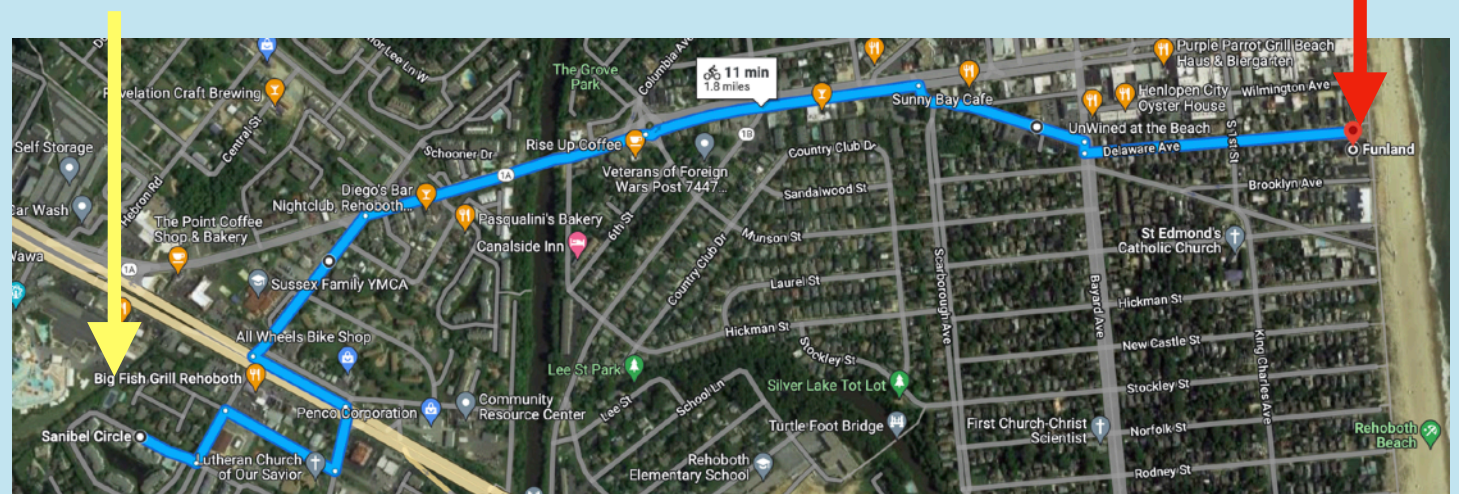 The Grove
Park
Columbia Ave
11 min
1.8 miles
Purple Parrot Grill Beach
Haus & Biergarten
Revelation Craft Brewing
Central St
Self Storage
Schooner Dr
Rise Up Coffee
1B
Sunny Bay Cafe
Henlopen City
Oyster House
Wilmington Ave
UnWined at the Beach
Delaware Ave
S 1st St
Funland
Country Club Dr
Veterans of Foreign
Wars Post 7447...
1A
Hebron Rd
Car Wash
Diego's Bar
Nightclub, Rehoboth...
Sandalwood St
Brooklyn Ave
The Point Coffee
Shop & Bakery
Pasqualini's Bakery
6th St
Canalside Inn
Munson St
St Edmond's
Catholic Church
Wawa
1A
Country Club Dr
Sussex Family YMCA
Laurel St
Scarborough Ave
Bayard Ave
Hickman St
Hickman St
All Wheels Bike Shop
Stockley St
New Castle St
King Charles Ave
Big Fish Grill Rehoboth
Lee St Park
School Ln
Silver Lake Tot Lot
Stockley St
Penco Corporation
Community
Resource Center
Lee St
Turtle Foot Bridge
First Church-Christ
Scientist
Norfolk St
Rehoboth
Beach
Sanibel Circle
Lutheran Church
of Our Savior
Rehoboth
Elementary School
Rodney St